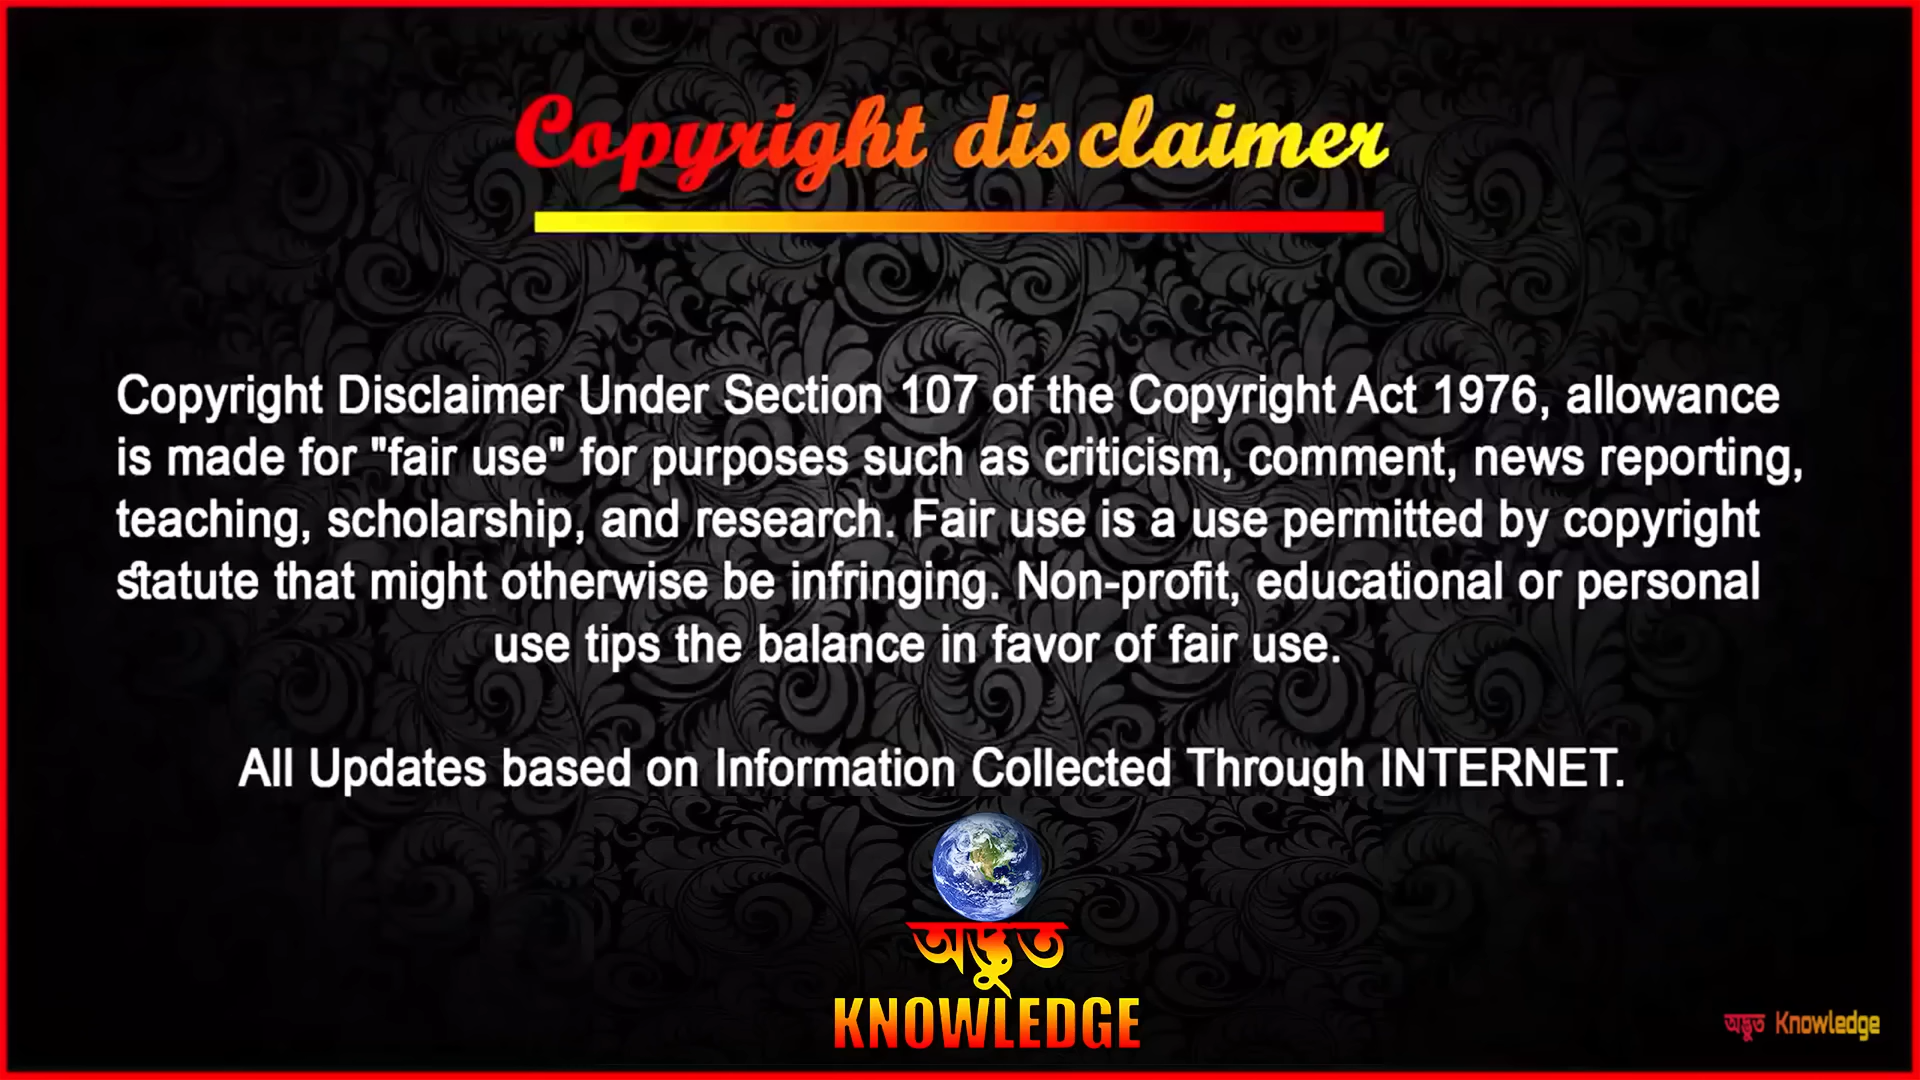 Copyright disclaimer
Copyright Disclaimer Under Section 107 of the Copyright Act 1976, allowance
is made for "fair use" for purposes such as criticism, comment, news reporting,
teaching, scholarship, and research. Fair use is a use permitted by copyright
statute that might otherwise be infringing. Non-profit, educational or personal
use tips the balance in favor of fair use.
All Updates based on Information Collected Through INTERNET.
অদ্ভুত
KNOWLEDGE
অদ্ভুত Knowledge